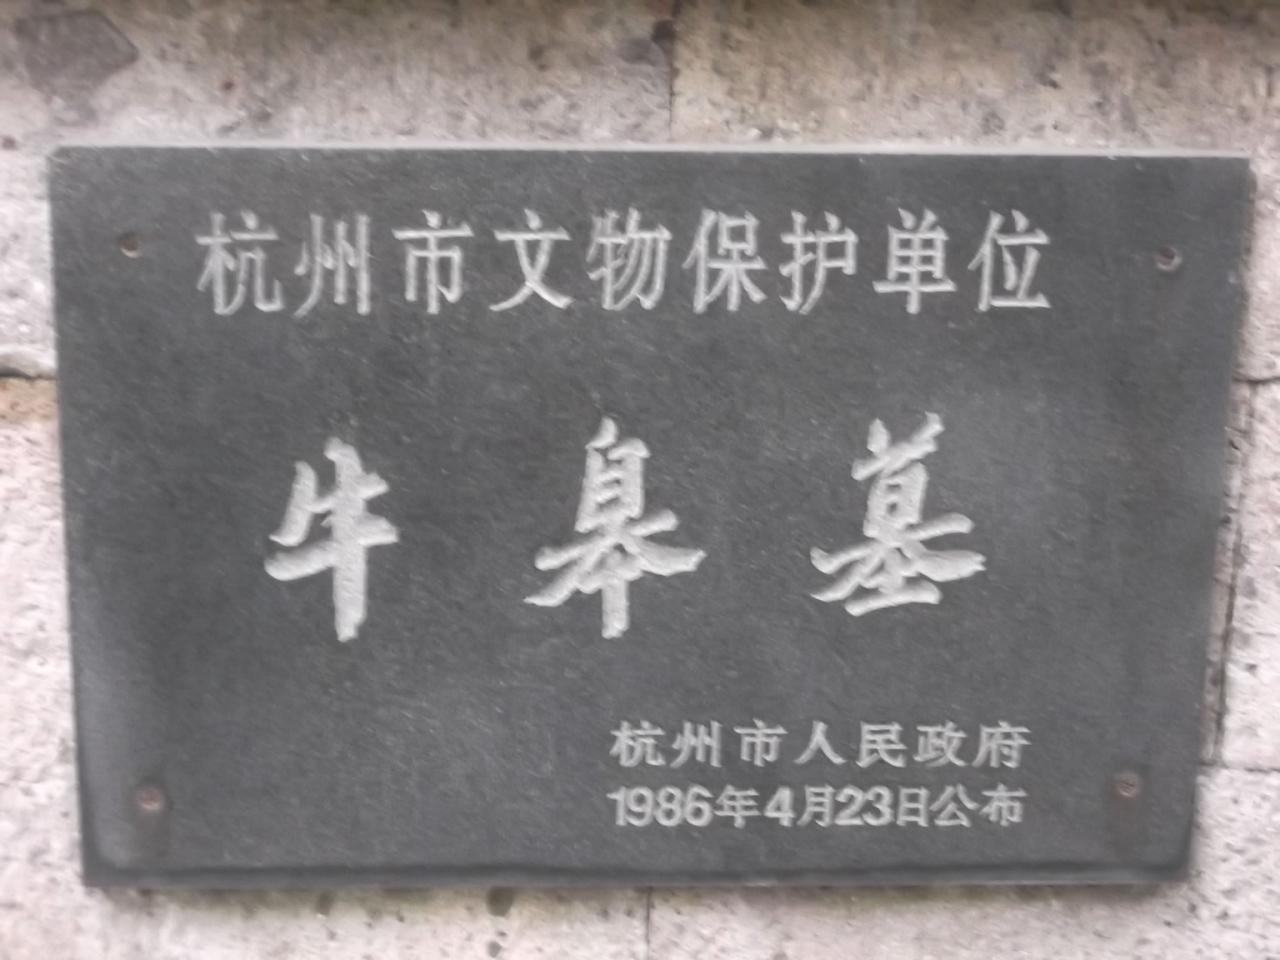 杭州市文物保护单位
牛皋墓
杭州市人民政府
1986年4月23日公布